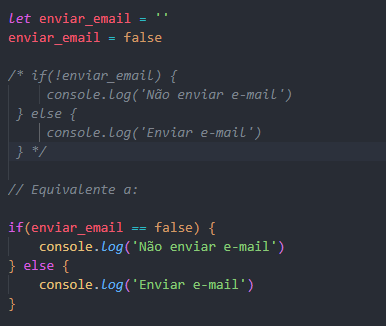 let enviar_email = ''
enviar_email = false
/* if(!enviar_email) {
console.log('Não enviar e-mail')
} else {
console.log('Enviar e-mail')
} */
// Equivalente a:
if(enviar_email == false) {
console.log('Não enviar e-mail')
} else {
console.log('Enviar e-mail')
}